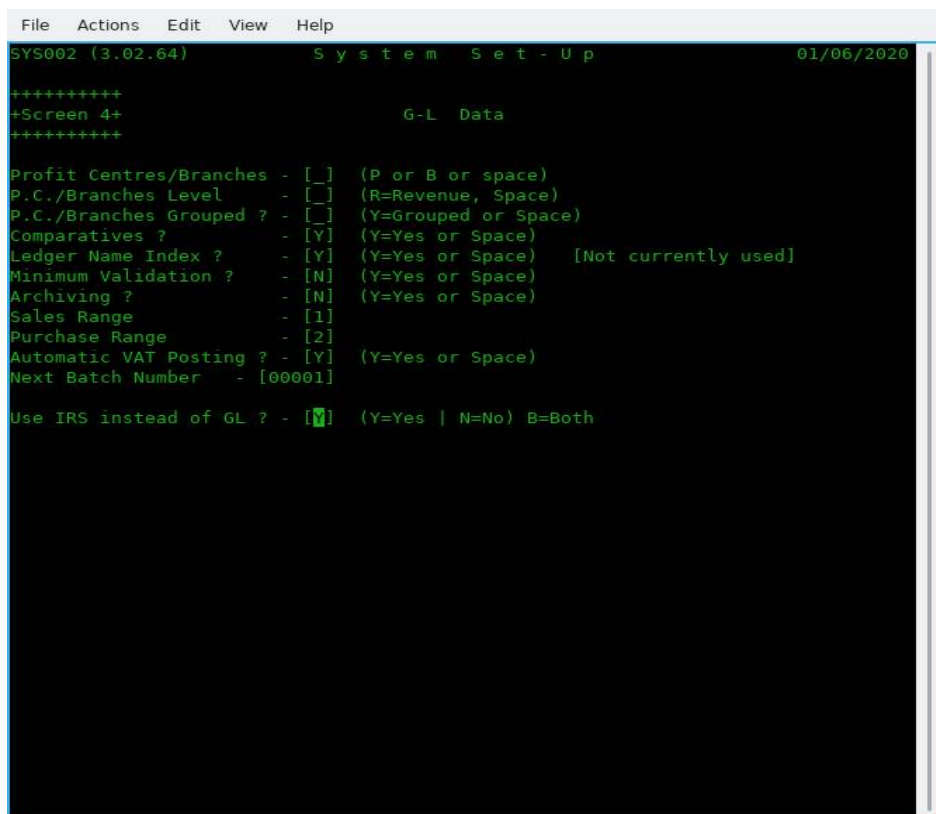 File Actions Edit View Help
SYS002 (3.02.64) S y s t e m S e t - U p 01/06/2020
++++++++++
+Screen 4+ G-L Data
++++++++++
Profit Centres/Branches - [_] (P or B or space)
P.C./Branches Level - [_] (R=Revenue, Space)
P.C./Branches Grouped ? - [_] (Y=Grouped or Space)
Comparatives ? - [Y] (Y=Yes or Space)
Ledger Name Index ? - [Y] (Y=Yes or Space) [Not currently used]
Minimum Validation ? - [N] (Y=Yes or Space)
Archiving ? - [N] (Y=Yes or Space)
Sales Range - [1]
Purchase Range - [2]
Automatic VAT Posting ? - [Y] (Y=Yes or Space)
Next Batch Number - [00001]
Use IRS instead of GL ? - [Y] (Y=Yes | N=No) B=Both